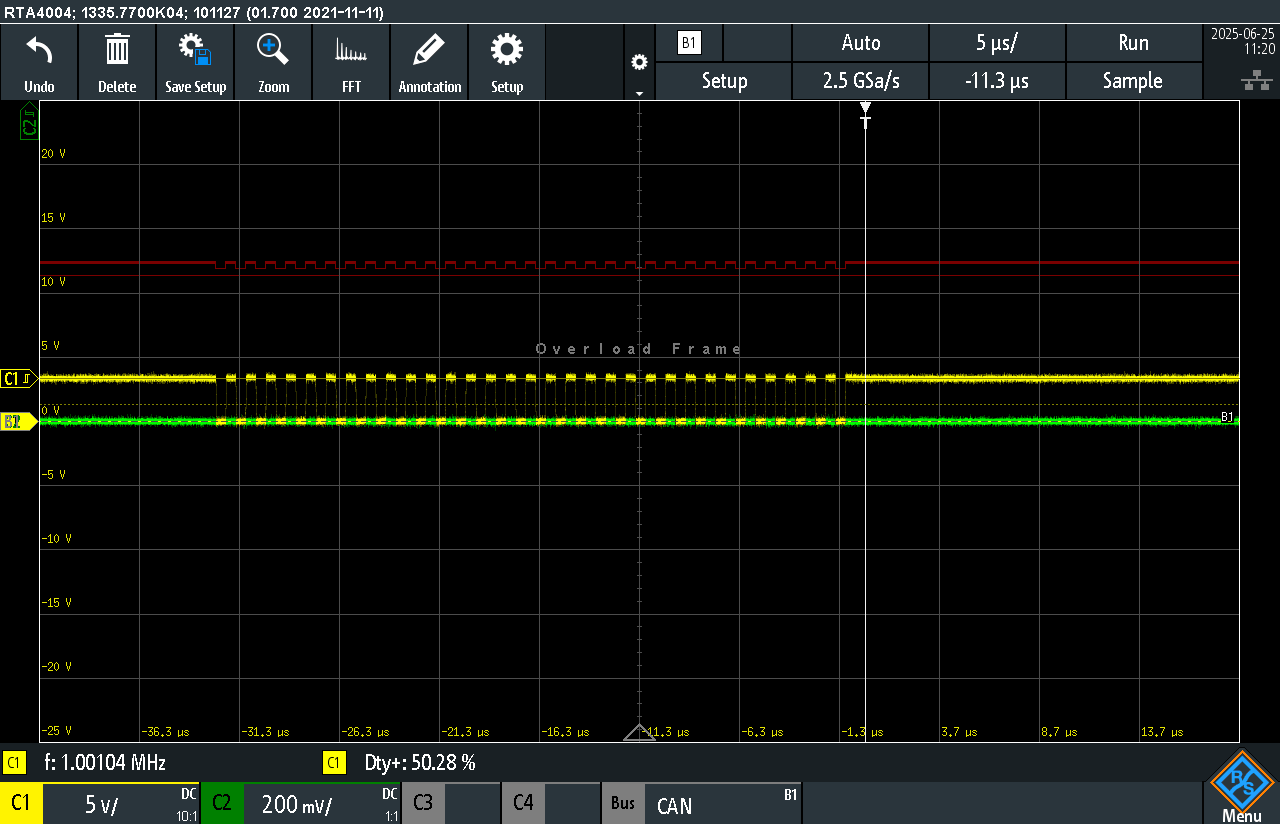 RTA4004; 1335.7700K04; 101127 (01.700 2021-11-11)
Undo
Delete
Save Setup
Zoom
FFT
Annotation
Setup
B1
Auto
5 µs/
Run
2025-06-25
11:20
Setup
2.5 GSa/s
-11.3 µs
Sample
C2
T
20 V
15 V
10 V
5 V
Overload Frame
C1
0 V
B1
-5 V
-10 V
-15 V
-20 V
-25 V
-36.3 µs
-31.3 µs
-26.3 µs
-21.3 µs
-16.3 µs
-11.3 µs
-6.3 µs
-1.3 µs
3.7 µs
8.7 µs
13.7 µs
C1
f: 1.00104 MHz
C1
Dty+: 50.28 %
C1
5 V/
DC
10:1
C2
200 mV/
DC
1:1
C3
C4
Bus
CAN
B1
R&S
Menu